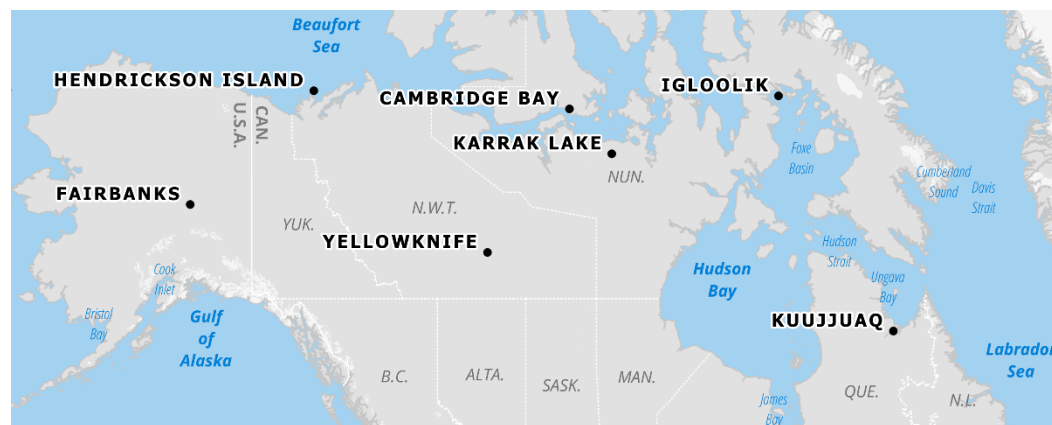 Beaufort
Sea
HENDRICKSON ISLAND
CAMBRIDGE BAY
IGLOOLIK
CAN.
U.S.A.
KARRAK LAKE
Foxe
Basin
NUN.
Cumberland
Sound
Davis
Strait
FAIRBANKS
N.W.T.
YUK.
YELLOWKNIFE
Hudson
Strait
Cook
Inlet
Hudson
Bay
Ungava
Bay
Bristol
Bay
Gulf
of
Alaska
KUUJJUAQ
Labrador
Sea
B.C.
ALTA.
SASK.
MAN.
QUE.
N.L.
James
Bay